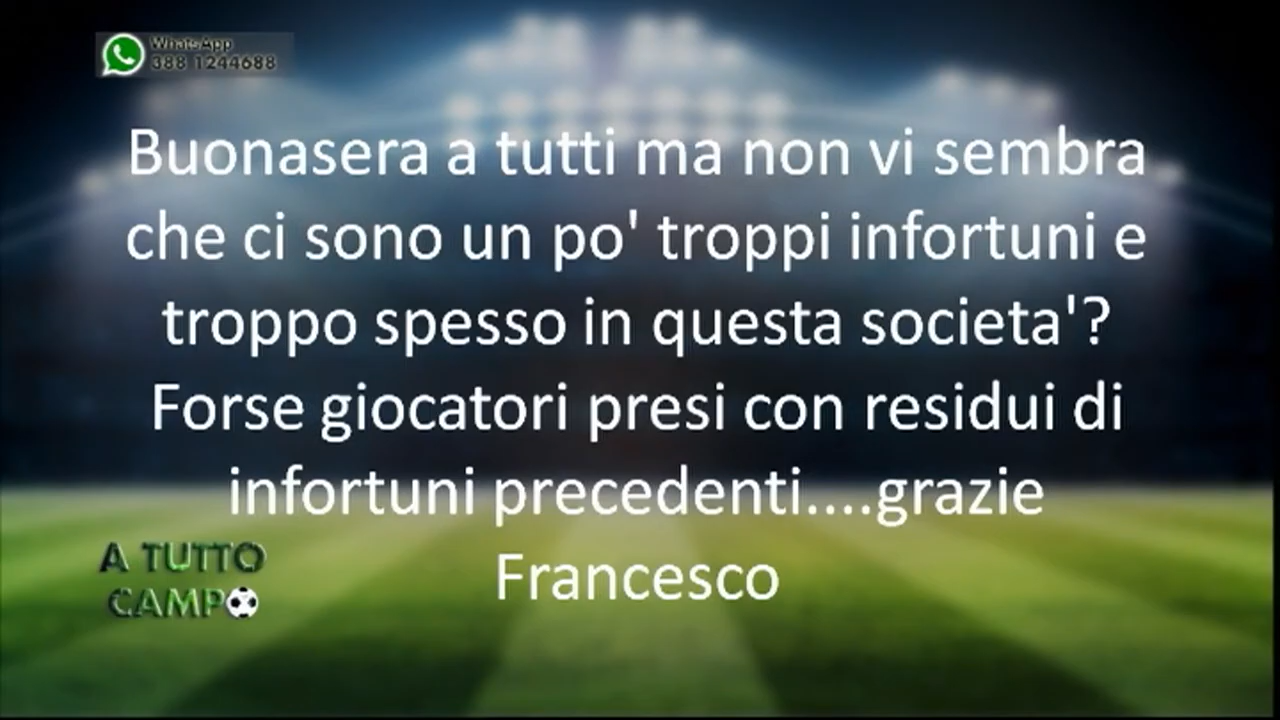 WhatsApp
388 1244688
Buonasera a tutti ma non vi sembra
che ci sono un po' troppi infortuni e
troppo spesso in questa societa'?
Forse giocatori presi con residui di
infortuni precedenti....grazie
Francesco
A TUTTO
CAMPO